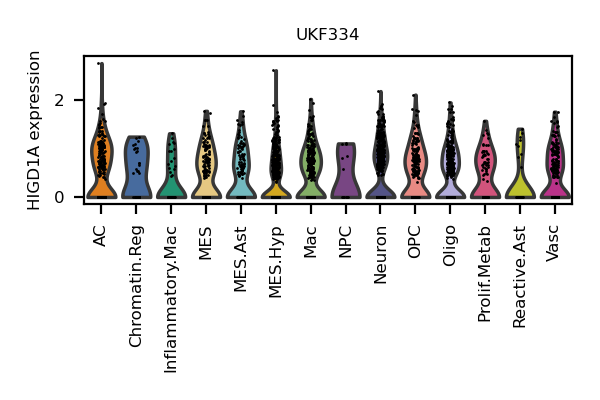 UKF334
HIGD1A expression
2
0
AC
Chromatin.Reg
Inflammatory.Mac
MES
MES.Ast
MES.Hyp
Mac
NPC
Neuron
OPC
Oligo
Prolif.Metab
Reactive.Ast
Vasc